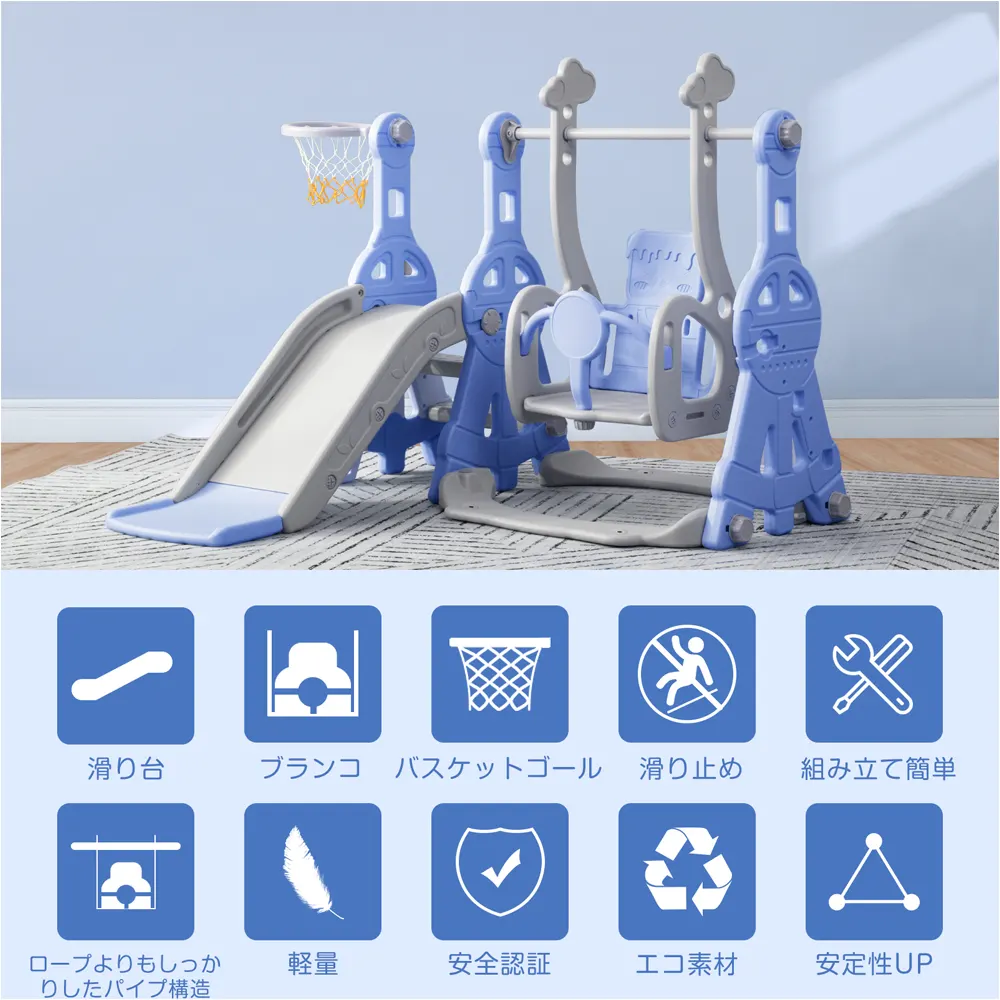 滑り台
ブランコ
バスケットゴール
滑り止め
組み立て簡単
ロープよりもしっか
りしたパイプ構造
軽量
安全認証
エコ素材
安定性UP